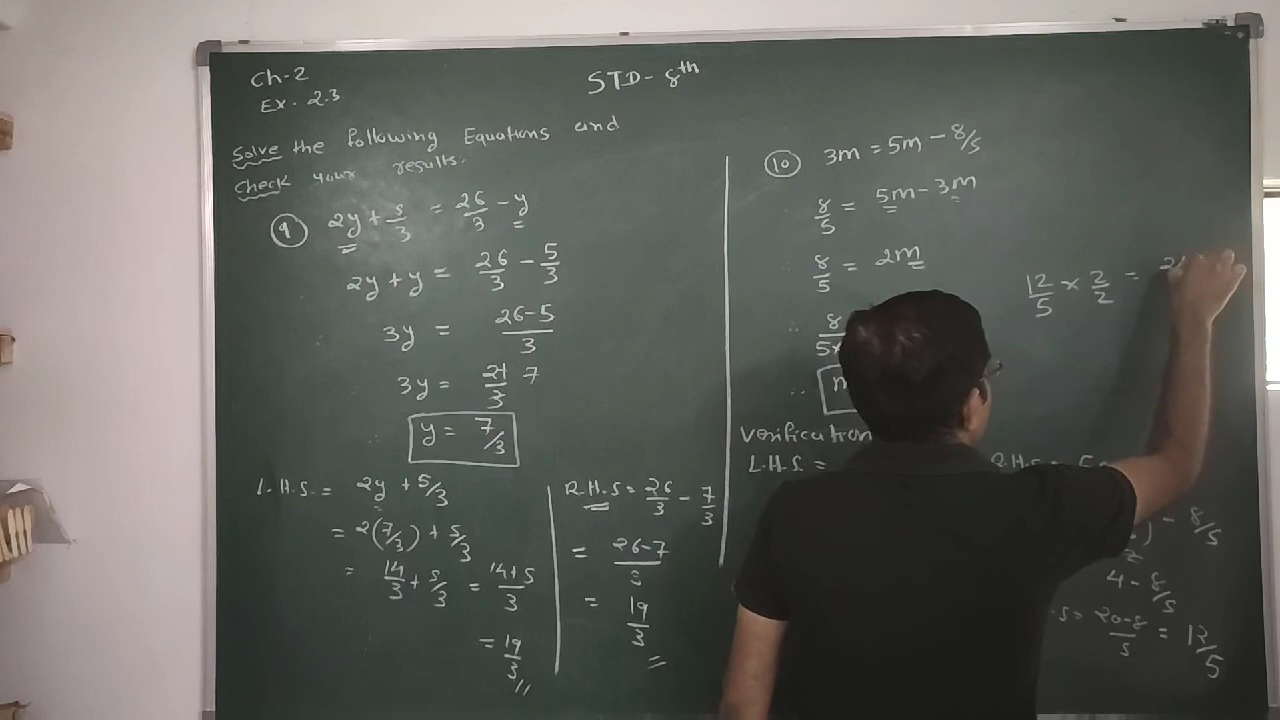 Ch-2
Ex. 2.3
STD- 8th
Solve the following Equations and
Check your results.
9 2y + 5/3 = 26/3 - y
2y + y = 26/3 - 5/3
3y = 26-5/3
3y = 21/3 7
y = 7/3
L.H.S. = 2y + 5/3
= 2(7/3) + 5/3
= 14/3 + 5/3 = 14+5/3
= 19/3 //
R.H.S = 26/3 - 7/3
= 26-7/3
= 19/3
10 3m = 5m - 8/5
8/5 = 5m - 3m
8/5 = 2m
∴ 8
5×
∴ m
12/5 × 2/2 =
Verification
L.H.S. =
R.H.S. = 5
) - 8/5
4 - 8/5
.S = 20-8/5 = 12/5